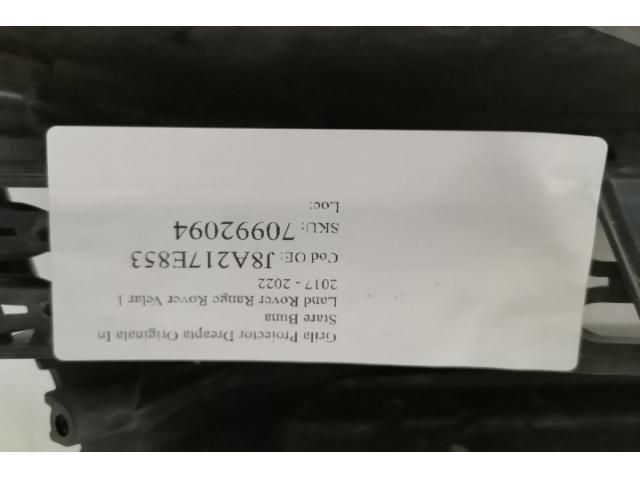 Grila Proiector Dreapta Originala In
Stare Buna
Land Rover Range Rover Velar 1
2017 - 2022
Cod OE: J8A217E853
SKU: 70992094
Loc: